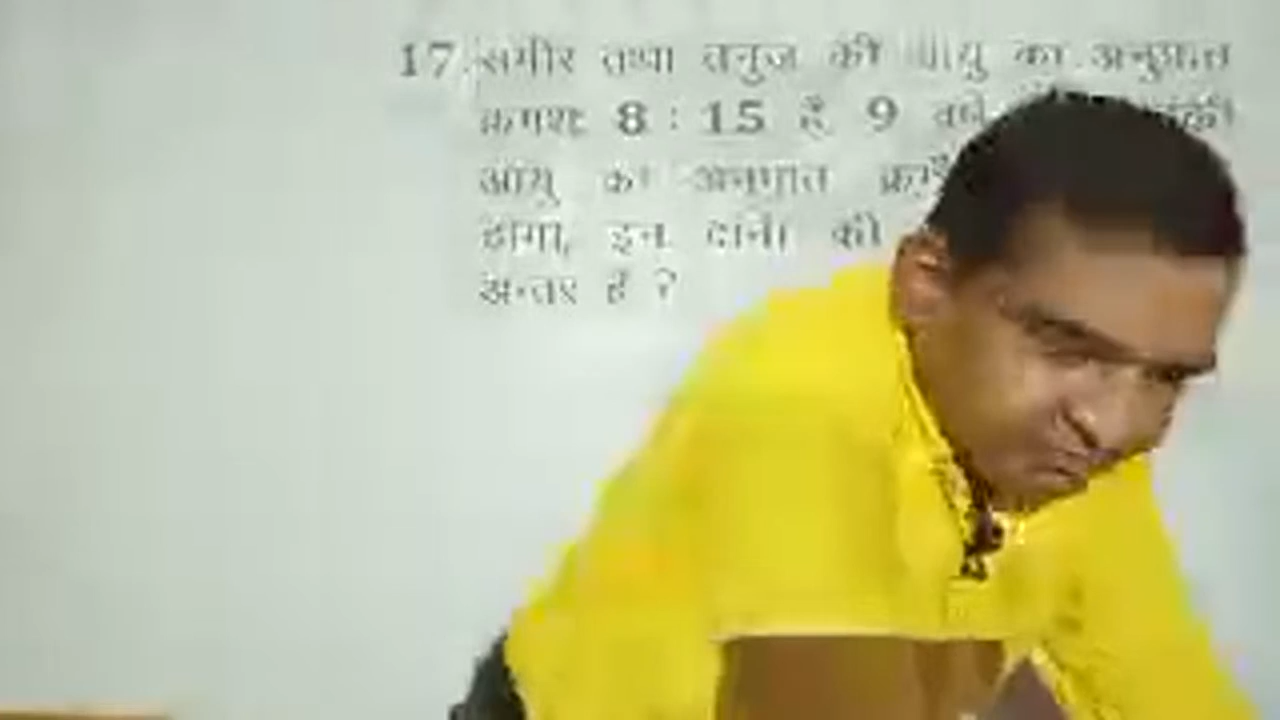 17. समीर तथा तनुज की आयु का अनुपात
क्रमशः 8 : 15 है, 9 वर्ष
आयु का अनुपात
होगा, इन दोनों की
अन्तर है ?